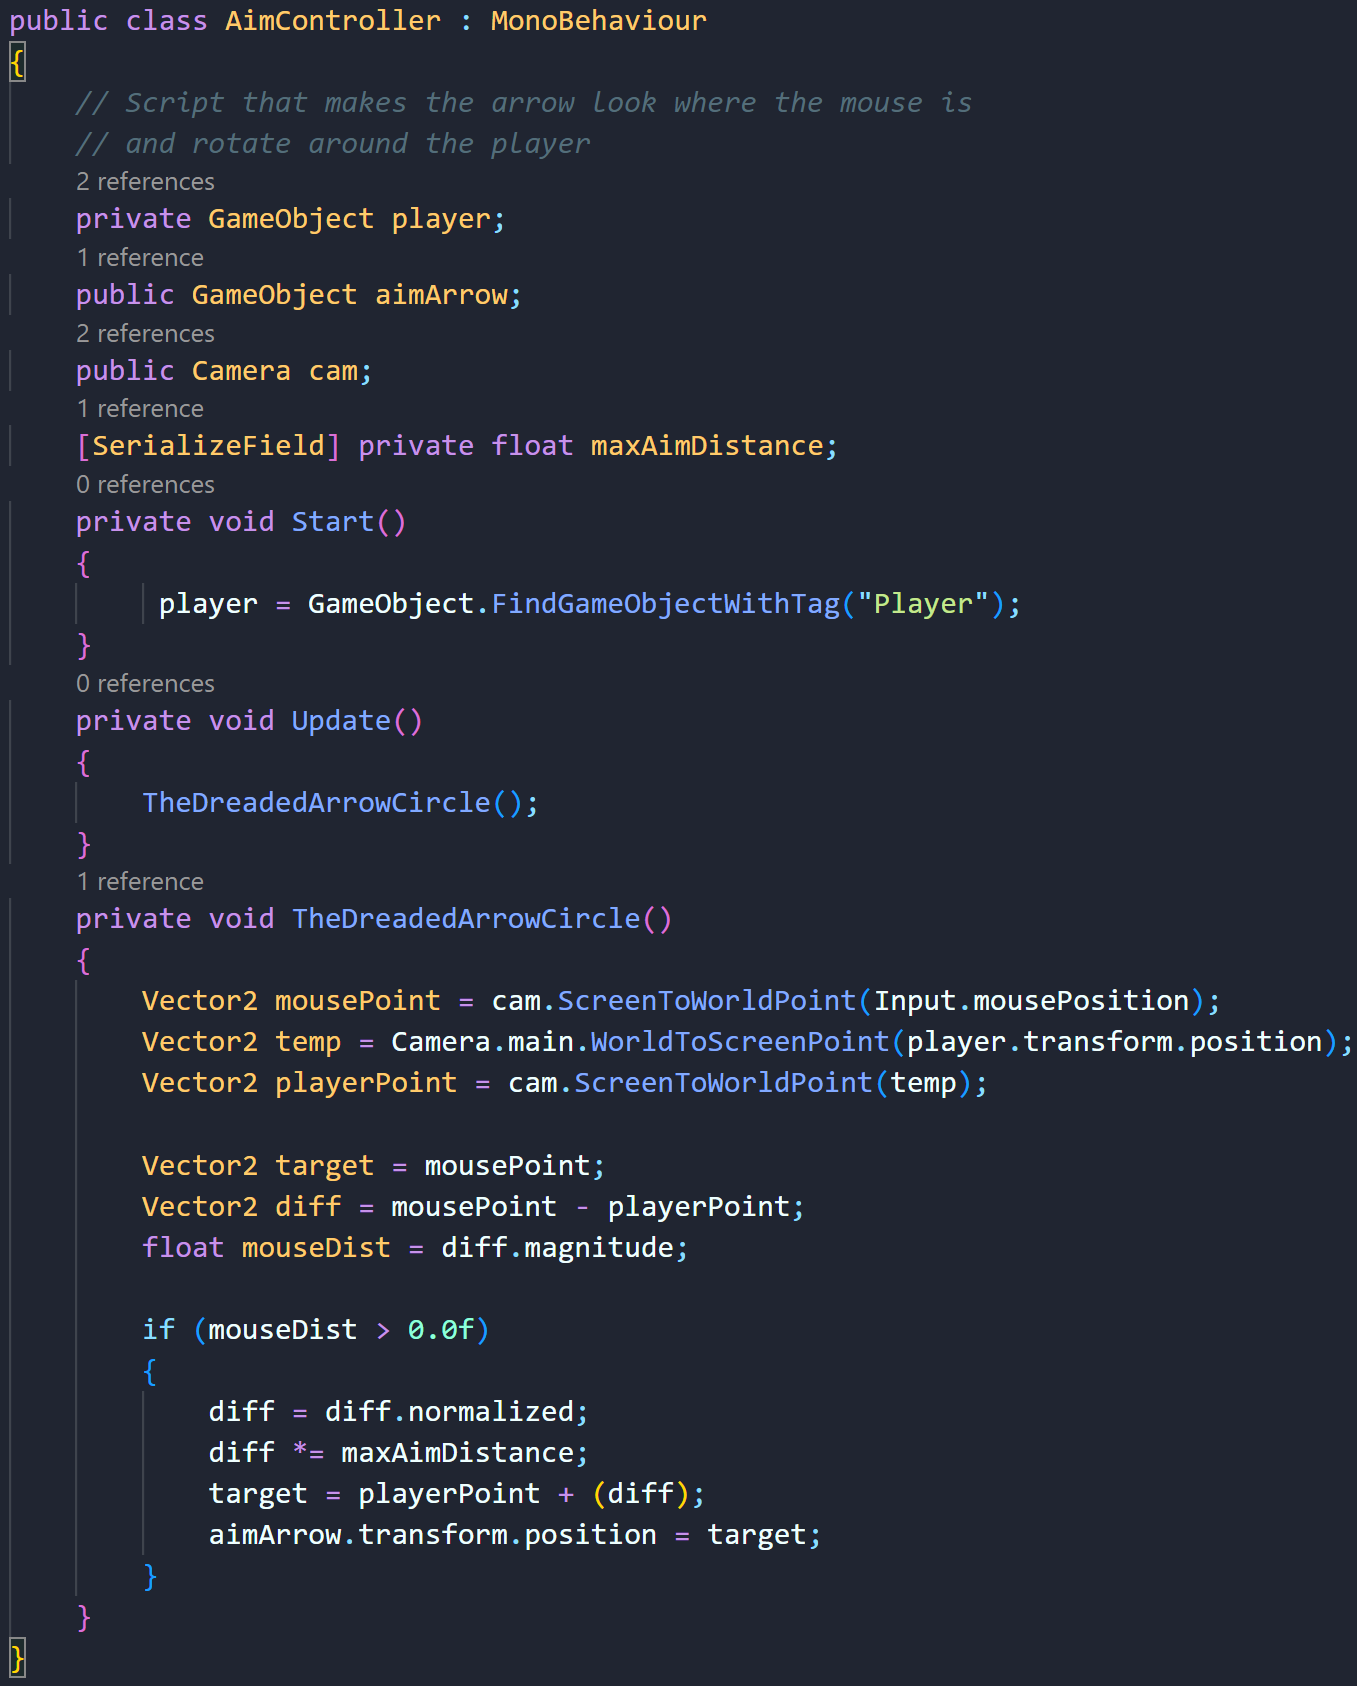 public class AimController : MonoBehaviour
{
// Script that makes the arrow look where the mouse is
// and rotate around the player
2 references
private GameObject player;
1 reference
public GameObject aimArrow;
2 references
public Camera cam;
1 reference
[SerializeField] private float maxAimDistance;
0 references
private void Start()
{
player = GameObject.FindGameObjectWithTag("Player");
}
0 references
private void Update()
{
TheDreadedArrowCircle();
}
1 reference
private void TheDreadedArrowCircle()
{
Vector2 mousePoint = cam.ScreenToWorldPoint(Input.mousePosition);
Vector2 temp = Camera.main.WorldToScreenPoint(player.transform.position);
Vector2 playerPoint = cam.ScreenToWorldPoint(temp);
Vector2 target = mousePoint;
Vector2 diff = mousePoint - playerPoint;
float mouseDist = diff.magnitude;
if (mouseDist > 0.0f)
{
diff = diff.normalized;
diff *= maxAimDistance;
target = playerPoint + (diff);
aimArrow.transform.position = target;
}
}
}